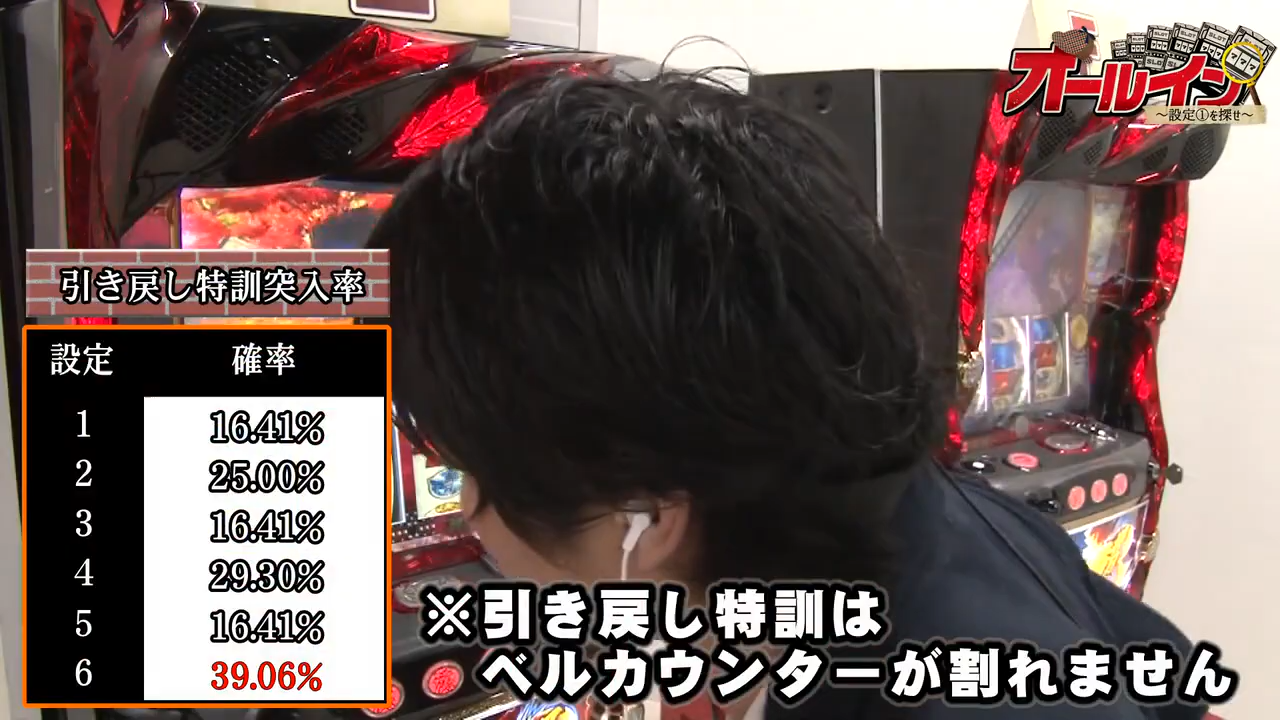 オールイン
～設定①を探せ～
引き戻し特訓突入率
設定 確率
1 16.41%
2 25.00%
3 16.41%
4 29.30%
5 16.41%
6 39.06%
※引き戻し特訓は
ベルカウンターが割れません